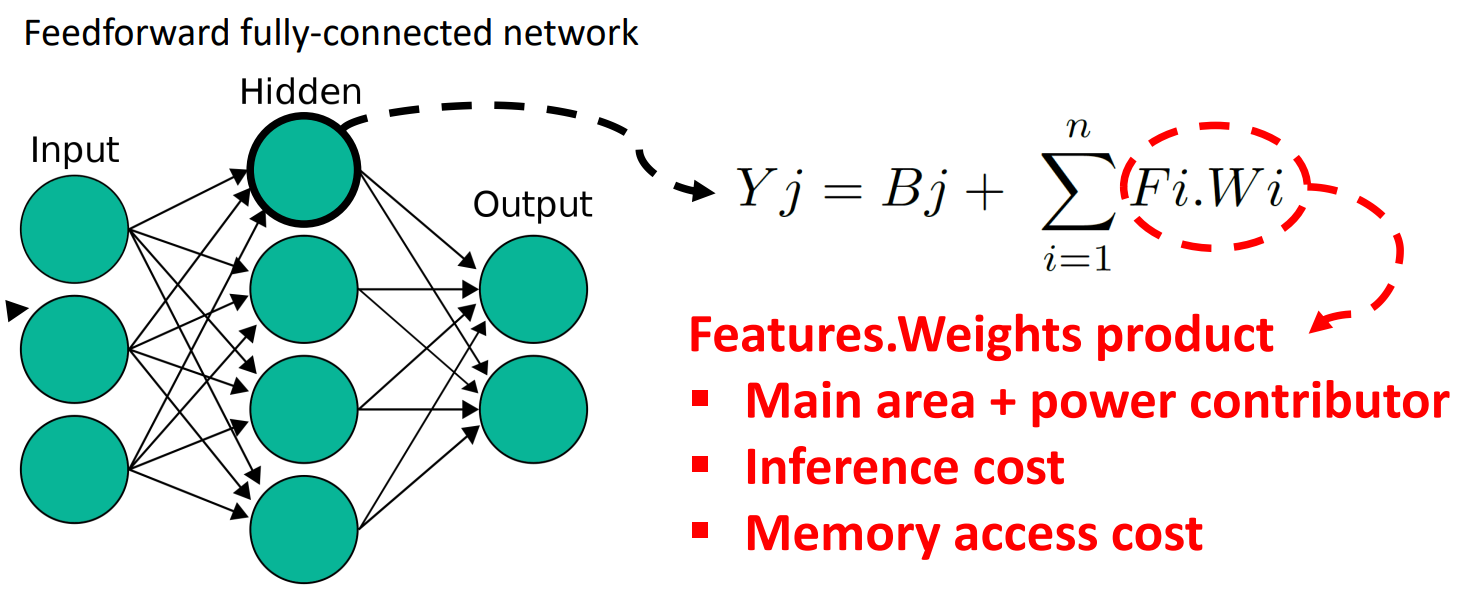 Feedforward fully-connected network
Hidden
Input
Output
n
Yj = Bj + ∑ Fi.Wi
i=1
Features.Weights product
▪ Main area + power contributor
▪ Inference cost
▪ Memory access cost